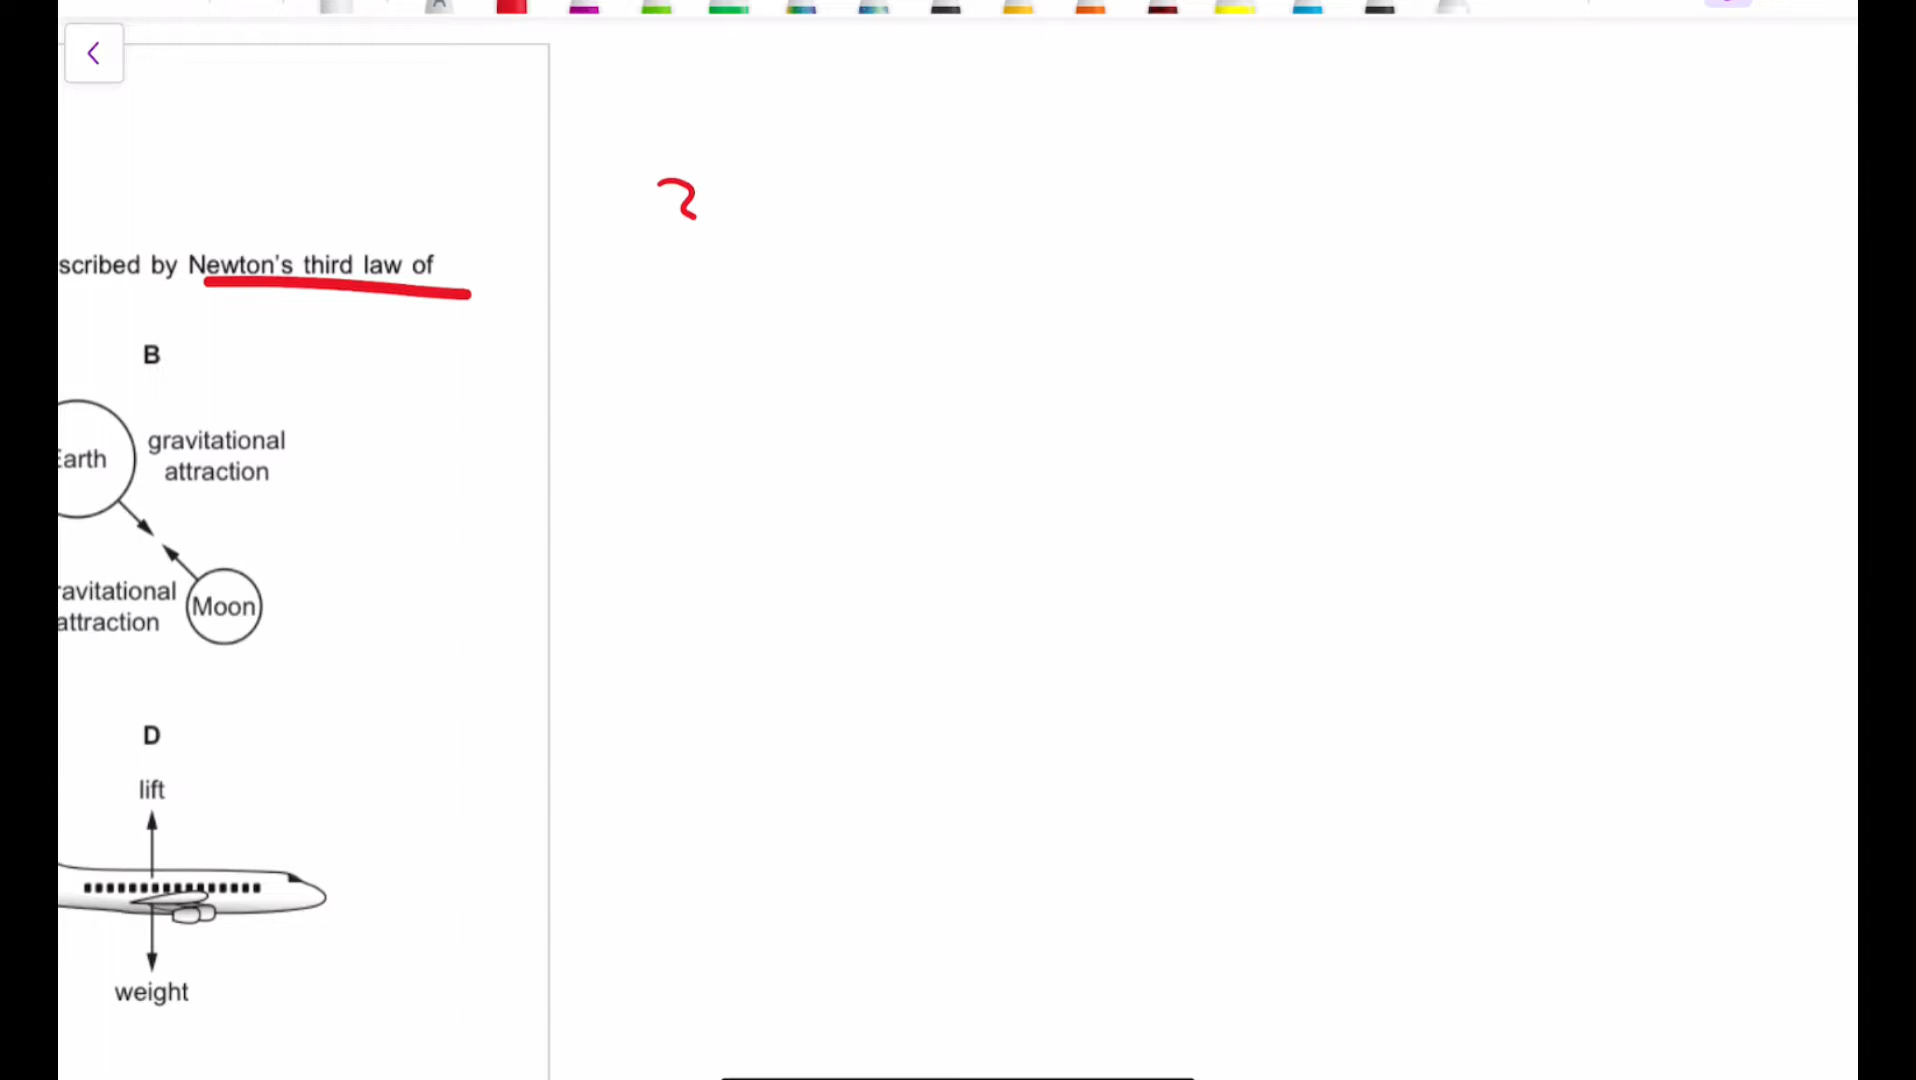 scribed by Newton's third law of
B
Earth
gravitational
attraction
ravitational
attraction
Moon
D
lift
weight